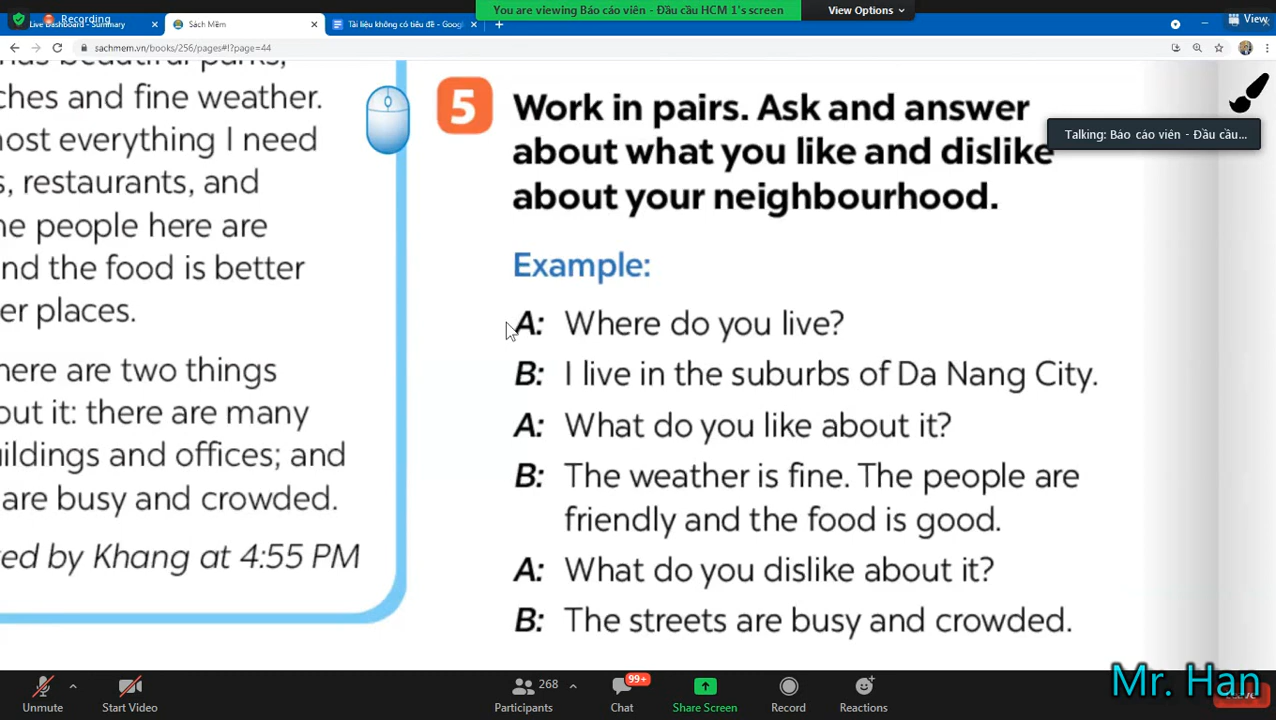 You are viewing Báo cáo viên - Đầu cầu HCM 1's screen
View Options
Recording
Live Dashboard - Summary
Sách Mềm
Tài liệu không có tiêu đề - Goog
View
sachmem.vn/books/256/pages#!?page=44
Talking: Báo cáo viên - Đầu cầu...
has beautiful parks,
ches and fine weather.
most everything I need
s, restaurants, and
he people here are
nd the food is better
er places.
here are two things
out it: there are many
uildings and offices; and
are busy and crowded.
ted by Khang at 4:55 PM
5 Work in pairs. Ask and answer
about what you like and dislike
about your neighbourhood.
Example:
A: Where do you live?
B: I live in the suburbs of Da Nang City.
A: What do you like about it?
B: The weather is fine. The people are
friendly and the food is good.
A: What do you dislike about it?
B: The streets are busy and crowded.
Mr. Han
Unmute
Start Video
268
Participants
99+
Chat
Share Screen
Record
Reactions